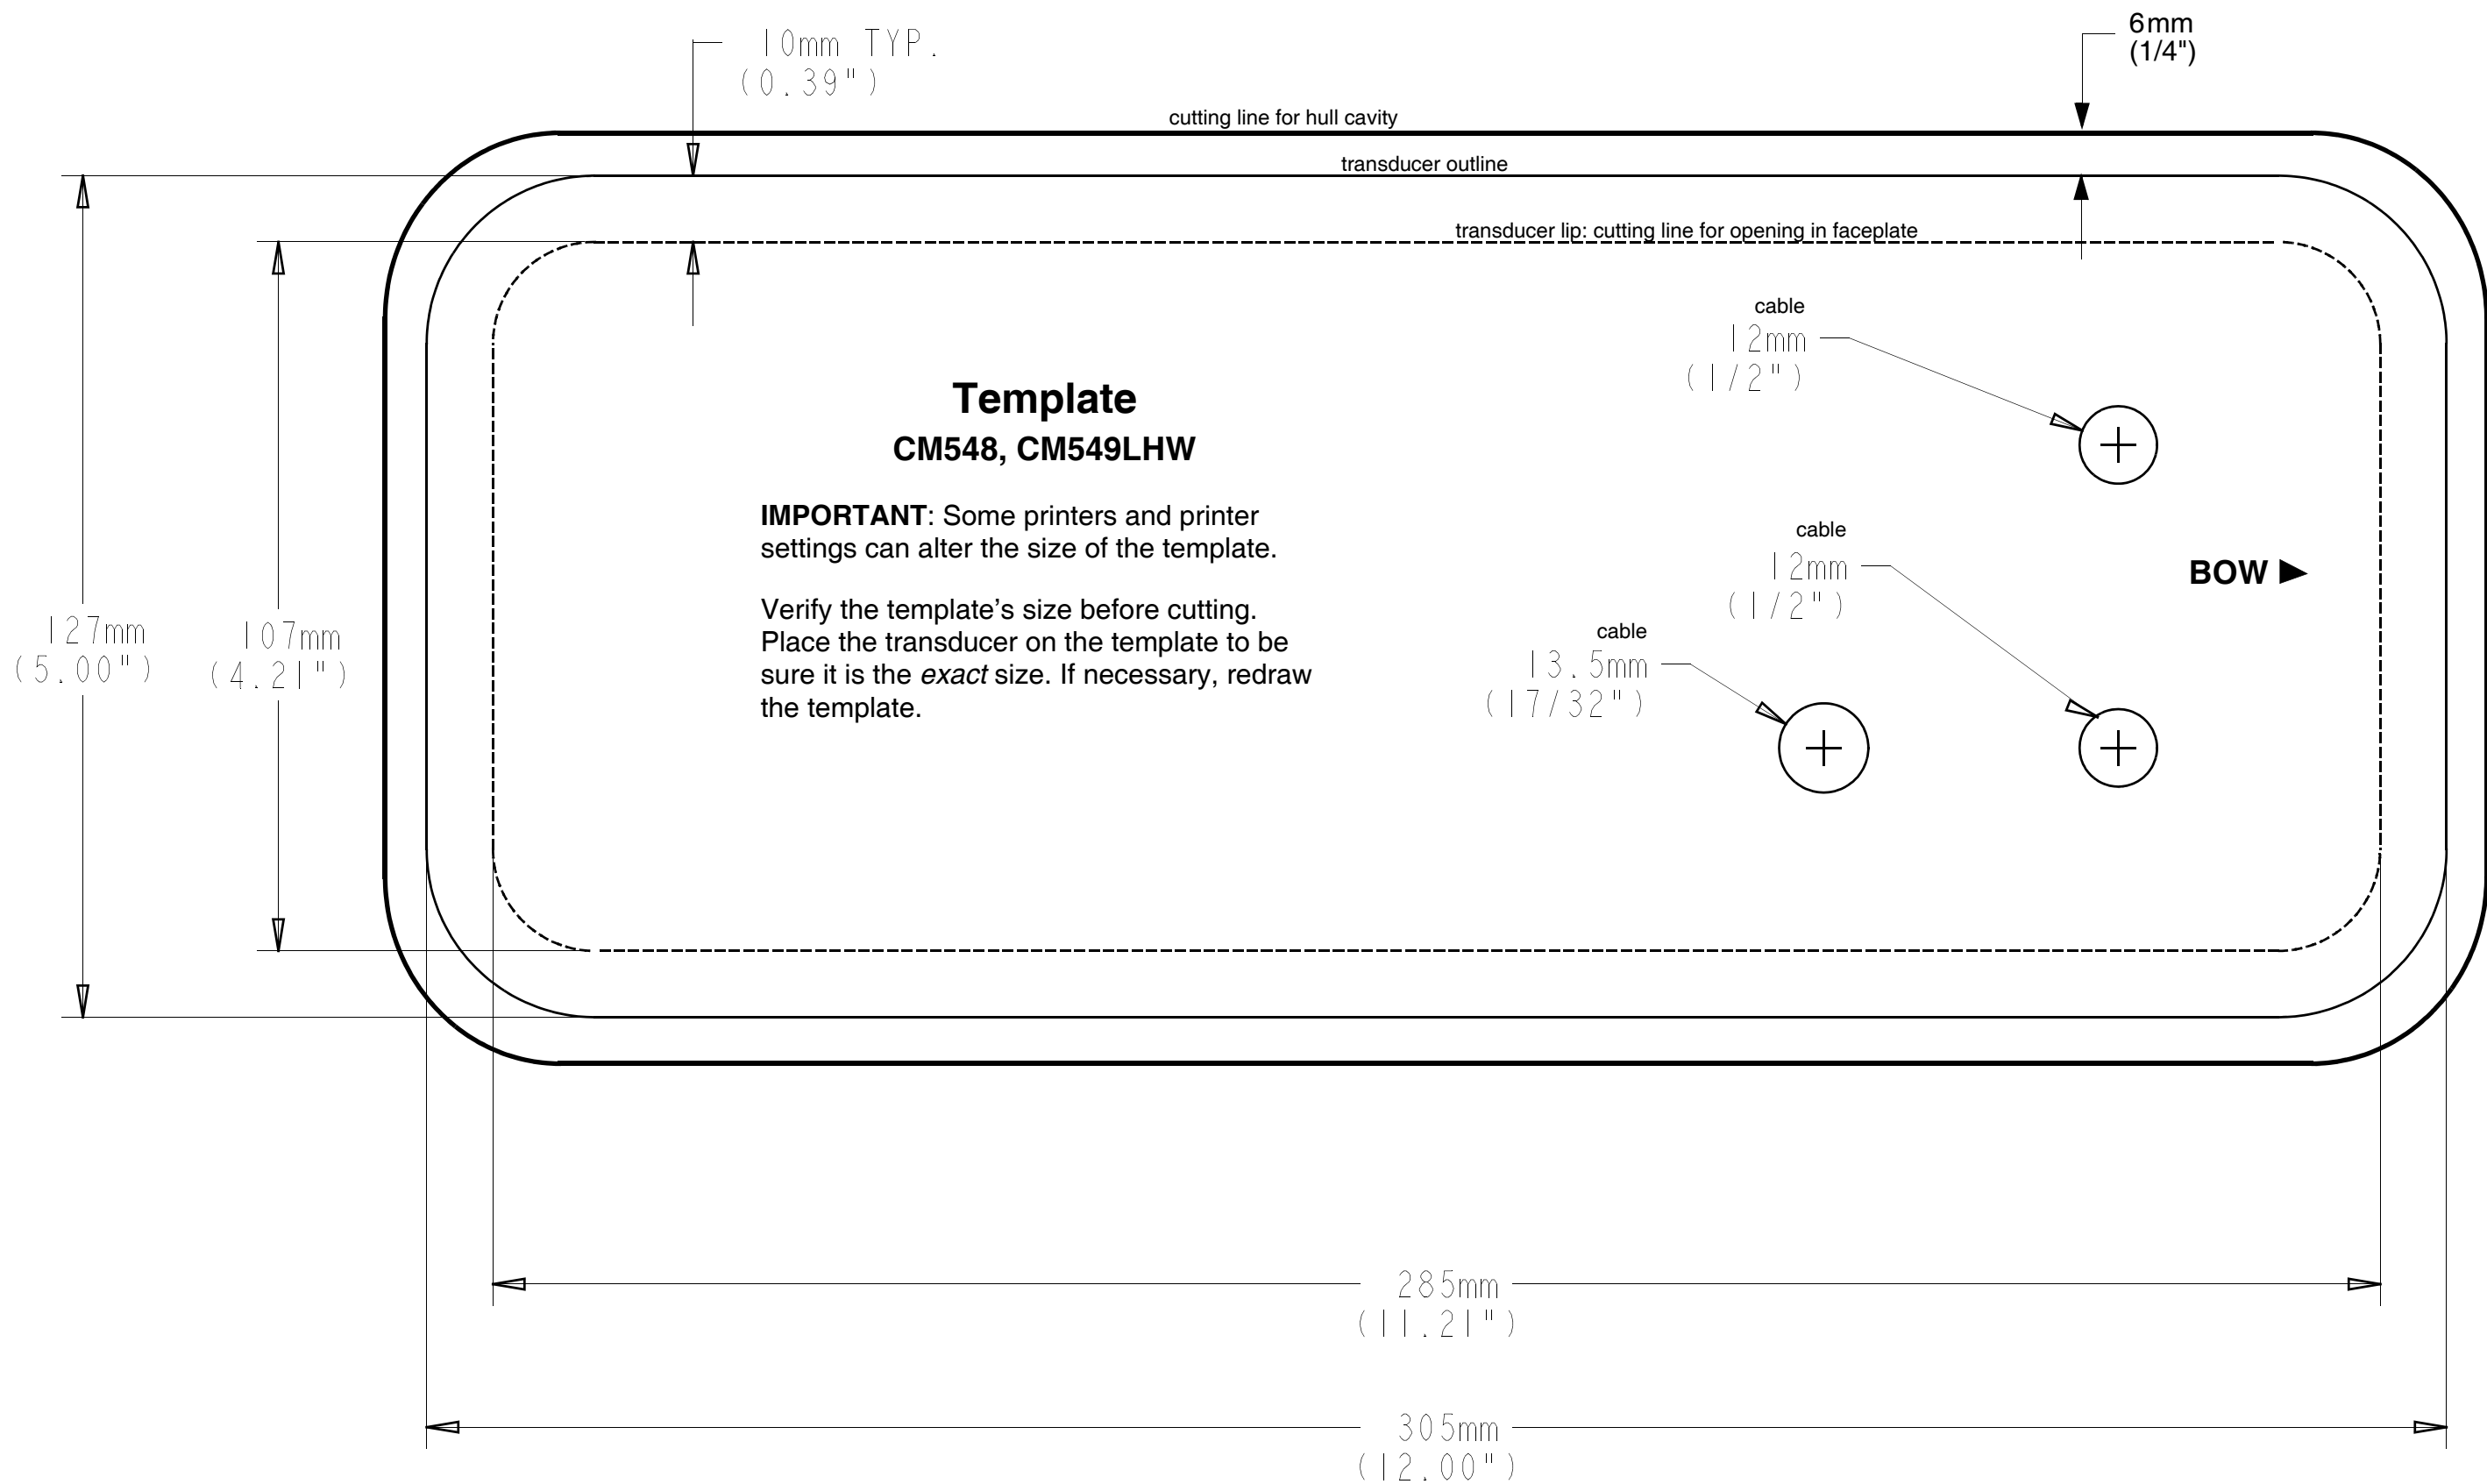 10mm TYP.
(0.39")
6mm
(1/4")
cutting line for hull cavity
transducer outline
transducer lip: cutting line for opening in faceplate
cable
12mm
(1/2")
Template
CM548, CM549LHW
IMPORTANT: Some printers and printer
settings can alter the size of the template.
cable
12mm
(1/2")
BOW
Verify the template’s size before cutting.
Place the transducer on the template to be
sure it is the exact size. If necessary, redraw
the template.
127mm
(5.00")
107mm
(4.21")
cable
13.5mm
(17/32")
285mm
(11.21")
305mm
(12.00")